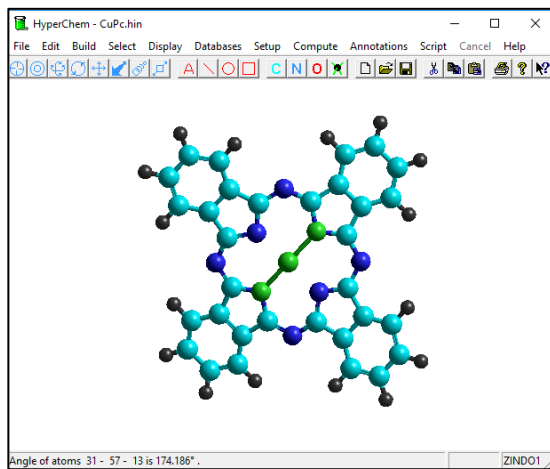 HyperChem - CuPc.hin
File Edit Build Select Display Databases Setup Compute Annotations Script Cancel Help
A C N O
Angle of atoms 31 - 57 - 13 is 174.186° .
ZINDO1